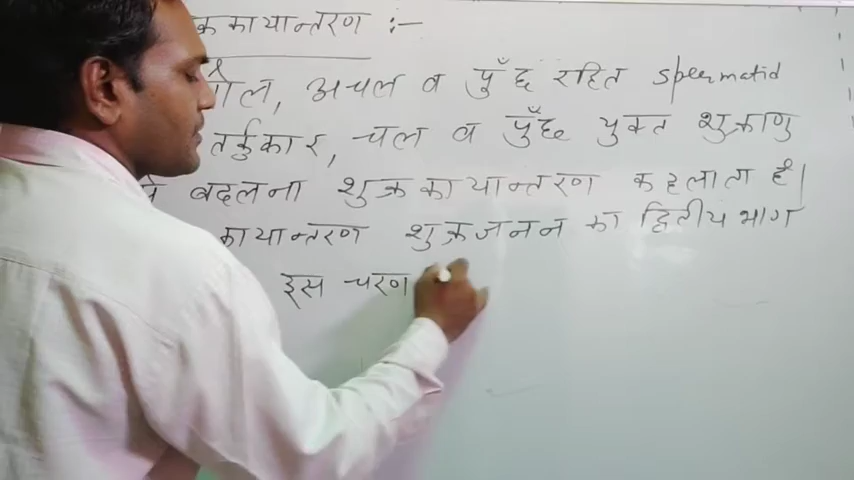 क कायान्तरण :-
गोल, अचल व पुँछ रहित spermatid
तर्कुकार, चल व पुँछ युक्त शुक्राणु
मे बदलना शुक्रकायान्तरण कहलाता है|
कायान्तरण शुक्रजनन का द्वितीय भाग
इस चरण